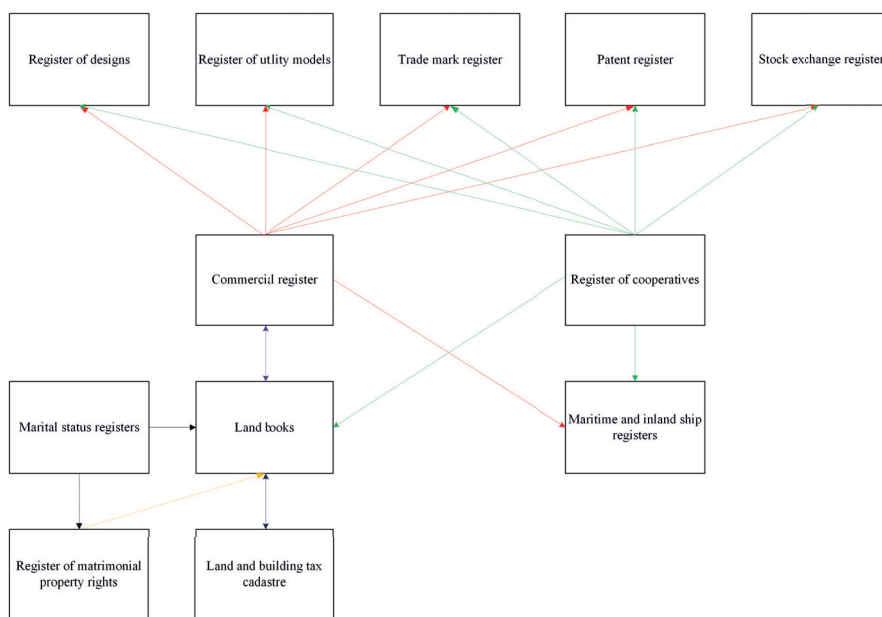 Register of designs
Register of utlity models
Trade mark register
Patent register
Stock exchange register
Commercial register
Register of cooperatives
Marital status registers
Land books
Maritime and inland ship
registers
Register of matrimonial
property rights
Land and building tax
cadastre